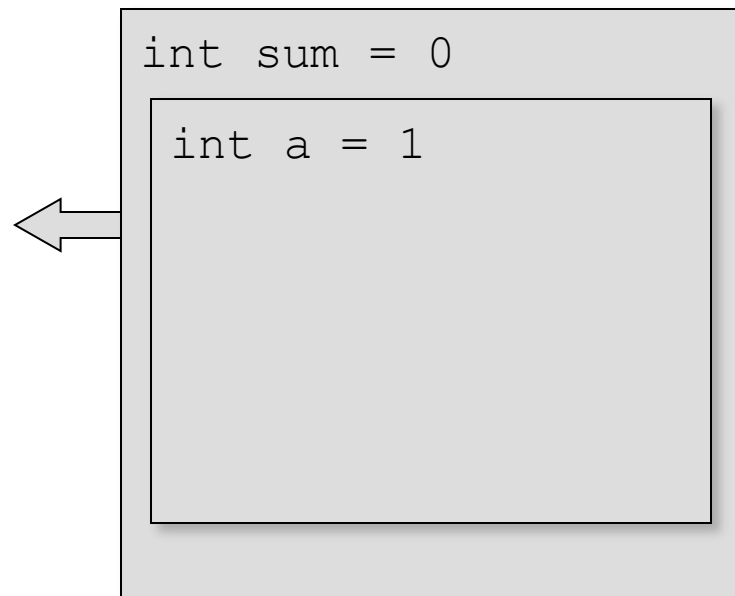 int sum = 0
int a = 1